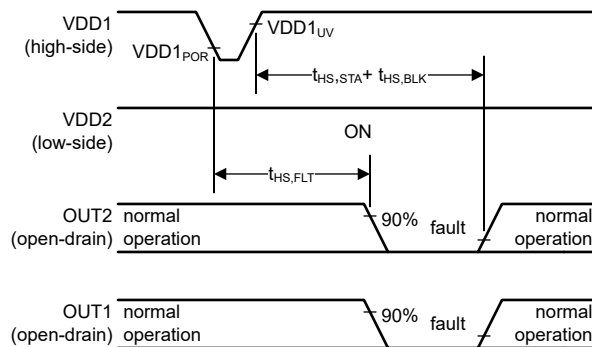 VDD1
(high-side)
VDD1UV
VDD1POR
tHS,STA+ tHS,BLK
VDD2
(low-side)
ON
tHS,FLT
OUT2
(open-drain)
normal
operation
90%
fault
normal
operation
OUT1
(open-drain)
normal
operation
90%
fault
normal
operation